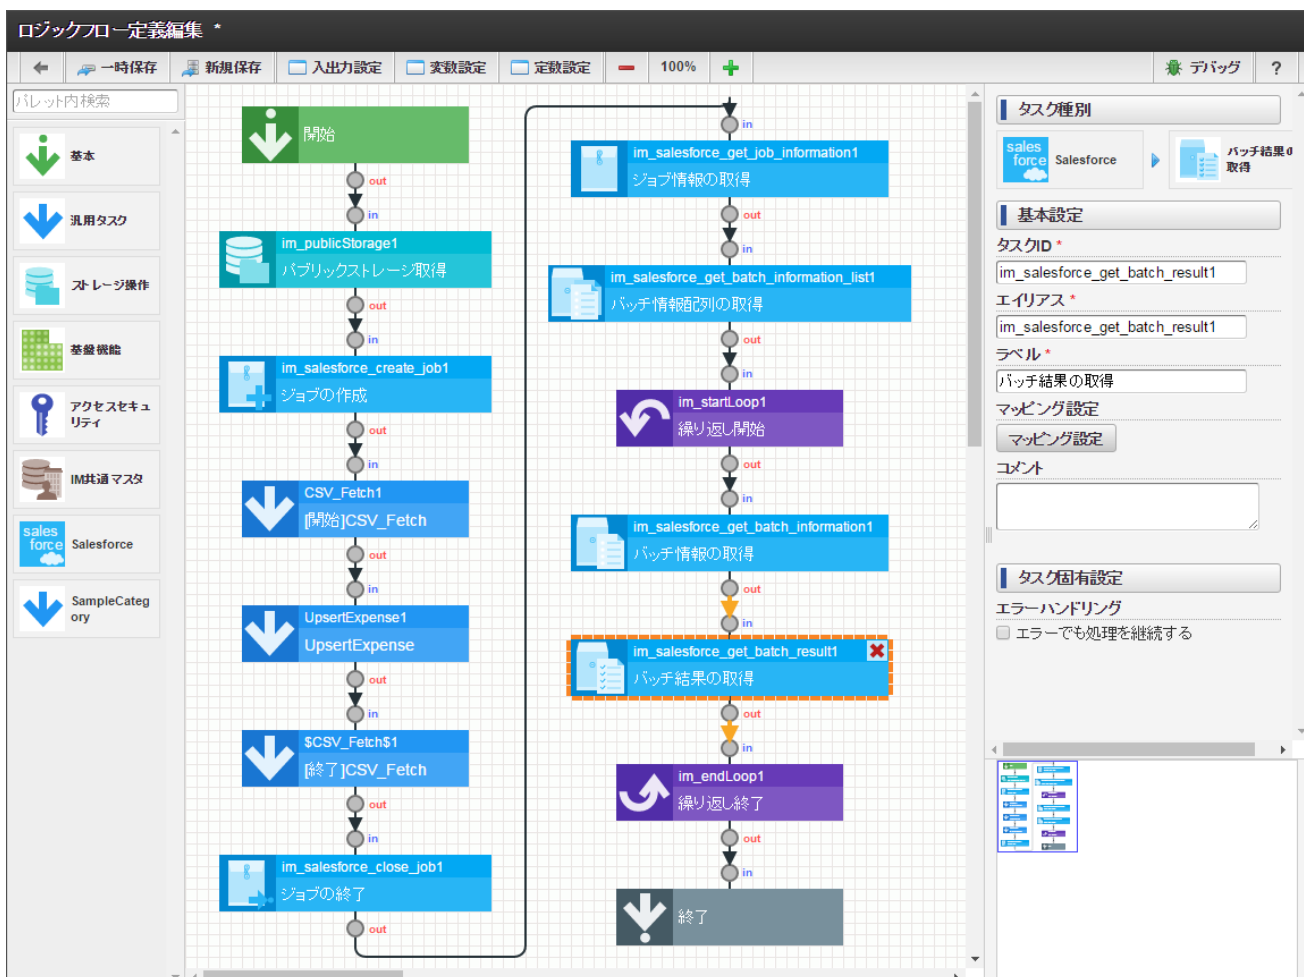 ロジックフロー定義編集 *
一時保存
新規保存
入出力設定
変数設定
定数設定
100%
デバッグ
?
パレット内検索
基本
汎用タスク
ストレージ操作
基盤機能
アクセスセキュ
リティ
IM共通マスタ
sales
force
Salesforce
SampleCateg
ory
開始
out
in
im_publicStorage1
パブリックストレージ取得
out
in
im_salesforce_create_job1
ジョブの作成
out
in
CSV_Fetch1
[開始]CSV_Fetch
out
in
UpsertExpense1
UpsertExpense
out
in
$CSV_Fetch$1
[終了]CSV_Fetch
out
in
im_salesforce_close_job1
ジョブの終了
out
in
im_salesforce_get_job_information1
ジョブ情報の取得
out
in
im_salesforce_get_batch_information_list1
バッチ情報配列の取得
out
in
im_startLoop1
繰り返し開始
out
in
im_salesforce_get_batch_information1
バッチ情報の取得
out
in
im_salesforce_get_batch_result1
バッチ結果の取得
out
in
im_endLoop1
繰り返し終了
out
in
終了
タスク種別
sales
force
Salesforce
バッチ結果の
取得
基本設定
タスクID *
im_salesforce_get_batch_result1
エイリアス *
im_salesforce_get_batch_result1
ラベル *
バッチ結果の取得
マッピング設定
マッピング設定
コメント
タスク固有設定
エラーハンドリング
エラーでも処理を継続する